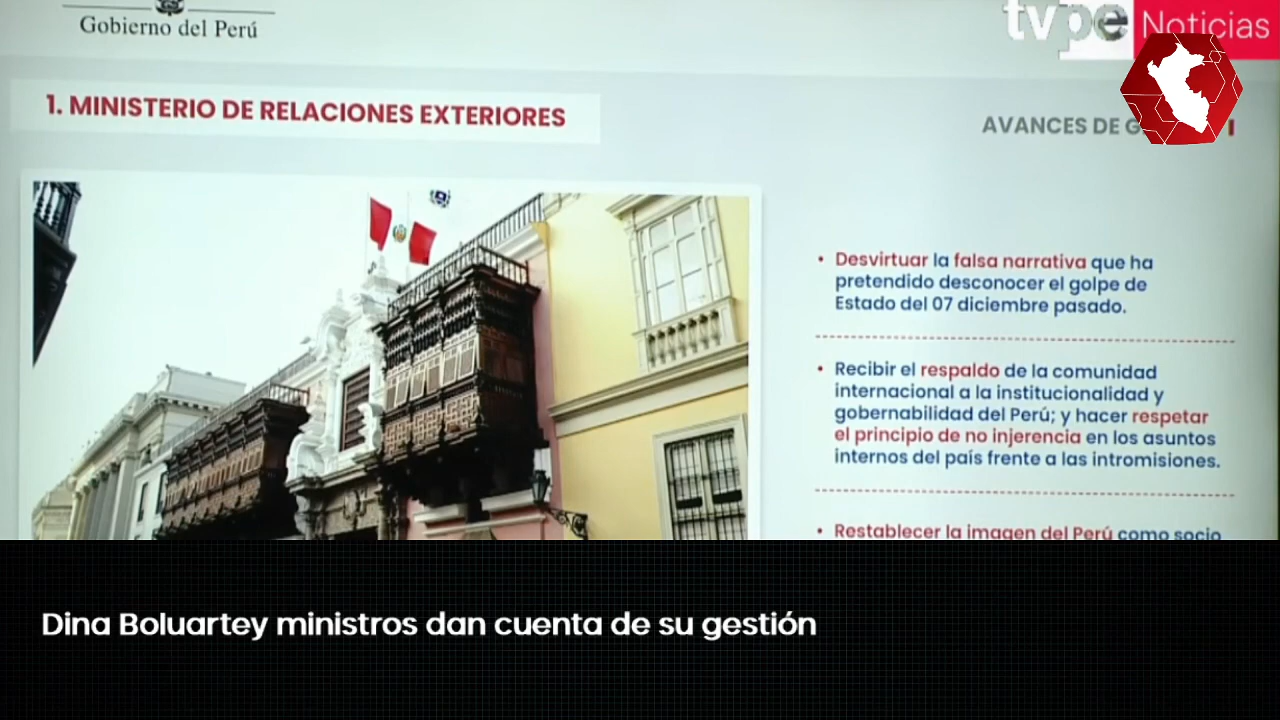 Gobierno del Perú
tvpe Noticias
1. MINISTERIO DE RELACIONES EXTERIORES
AVANCES DE G
• Desvirtuar la falsa narrativa que ha
pretendido desconocer el golpe de
Estado del 07 diciembre pasado.
• Recibir el respaldo de la comunidad
internacional a la institucionalidad y
gobernabilidad del Perú; y hacer respetar
el principio de no injerencia en los asuntos
internos del país frente a las intromisiones.
• Restablecer la imagen del Perú como socio
Dina Boluartey ministros dan cuenta de su gestión